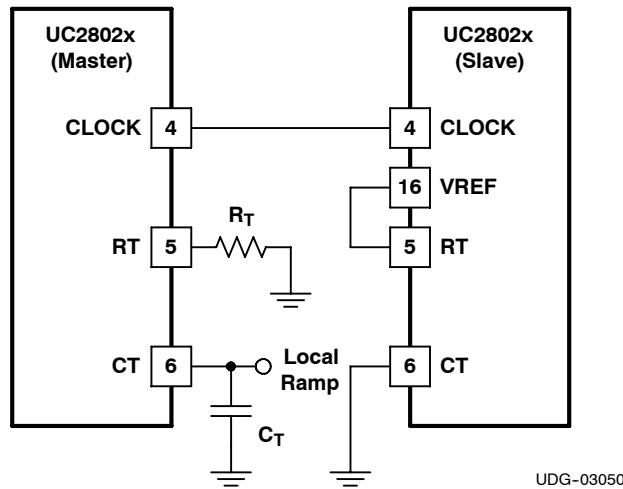 UC2802x
(Master)
UC2802x
(Slave)
CLOCK 4
4 CLOCK
16 VREF
RT
RT 5
5 RT
CT 6
Local
Ramp
6 CT
CT
UDG-03050